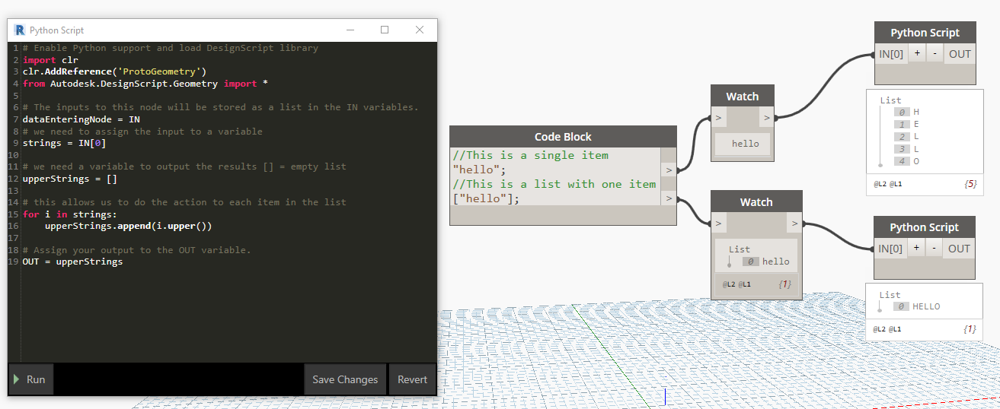 Python Script
1 # Enable Python support and load DesignScript library
2 import clr
3 clr.AddReference('ProtoGeometry')
4 from Autodesk.DesignScript.Geometry import *
5
6 # The inputs to this node will be stored as a list in the IN variables.
7 dataEnteringNode = IN
8 # we need to assign the input to a variable
9 strings = IN[0]
10
11 # we need a variable to output the results [] = empty list
12 upperStrings = []
13
14 # this allows us to do the action to each item in the list
15 for i in strings:
16     upperStrings.append(i.upper())
17
18 # Assign your output to the OUT variable.
19 OUT = upperStrings
Run
Save Changes
Revert
Code Block
//This is a single item
"hello";
>
//This is a list with one item
["hello"];
>
Watch
> >
hello
Watch
> >
List
0 hello
@L2 @L1 {1}
Python Script
IN[0] + - OUT
List
0 H
1 E
2 L
3 L
4 O
@L2 @L1 {5}
Python Script
IN[0] + - OUT
List
0 HELLO
@L2 @L1 {1}